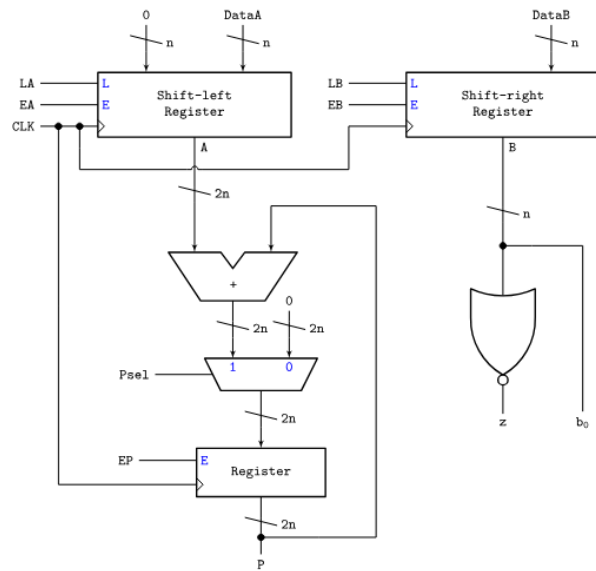 0 DataA DataB
n n n
LA L Shift-left Register LB L Shift-right Register
EA E EB E
CLK
A B
2n n
+
0
2n 2n
Psel 1 0
2n
EP E Register
z b₀
2n
P